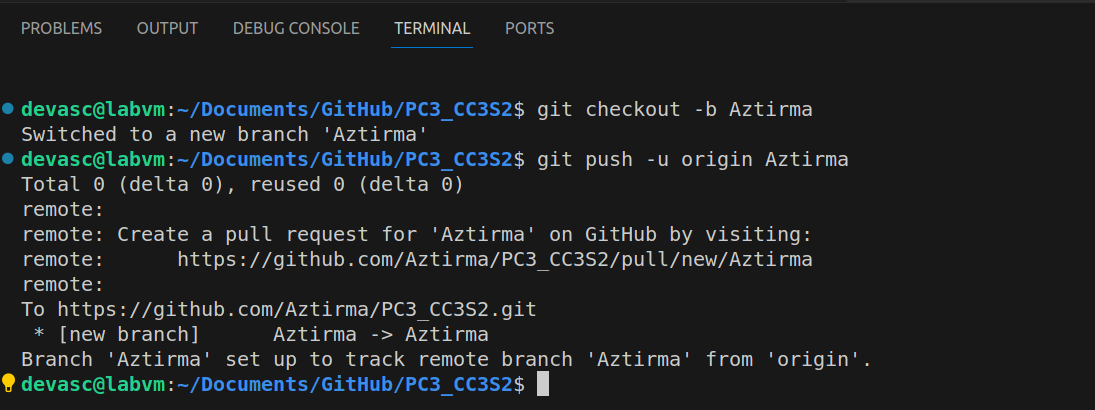 PROBLEMS OUTPUT DEBUG CONSOLE TERMINAL PORTS
devasc@labvm:~/Documents/GitHub/PC3_CC3S2$ git checkout -b Aztirma
Switched to a new branch 'Aztirma'
devasc@labvm:~/Documents/GitHub/PC3_CC3S2$ git push -u origin Aztirma
Total 0 (delta 0), reused 0 (delta 0)
remote:
remote: Create a pull request for 'Aztirma' on GitHub by visiting:
remote:      https://github.com/Aztirma/PC3_CC3S2/pull/new/Aztirma
remote:
To https://github.com/Aztirma/PC3_CC3S2.git
 * [new branch]      Aztirma -> Aztirma
Branch 'Aztirma' set up to track remote branch 'Aztirma' from 'origin'.
devasc@labvm:~/Documents/GitHub/PC3_CC3S2$